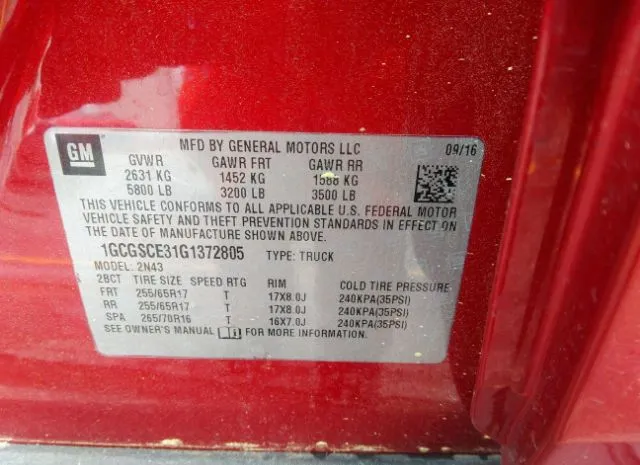 GM
MFD BY GENERAL MOTORS LLC 09/16
GVWR GAWR FRT GAWR RR
2631 KG 1452 KG 1588 KG
5800 LB 3200 LB 3500 LB
THIS VEHICLE CONFORMS TO ALL APPLICABLE U.S. FEDERAL MOTOR
VEHICLE SAFETY AND THEFT PREVENTION STANDARDS IN EFFECT ON
THE DATE OF MANUFACTURE SHOWN ABOVE.
1GCGSCE31G1372805 TYPE: TRUCK
MODEL: 2N43
2BCT TIRE SIZE SPEED RTG RIM COLD TIRE PRESSURE
FRT 255/65R17 T 17X8.0J 240KPA(35PSI)
RR 255/65R17 T 17X8.0J 240KPA(35PSI)
SPA 265/70R16 T 16X7.0J 240KPA(35PSI)
SEE OWNER'S MANUAL FOR MORE INFORMATION.